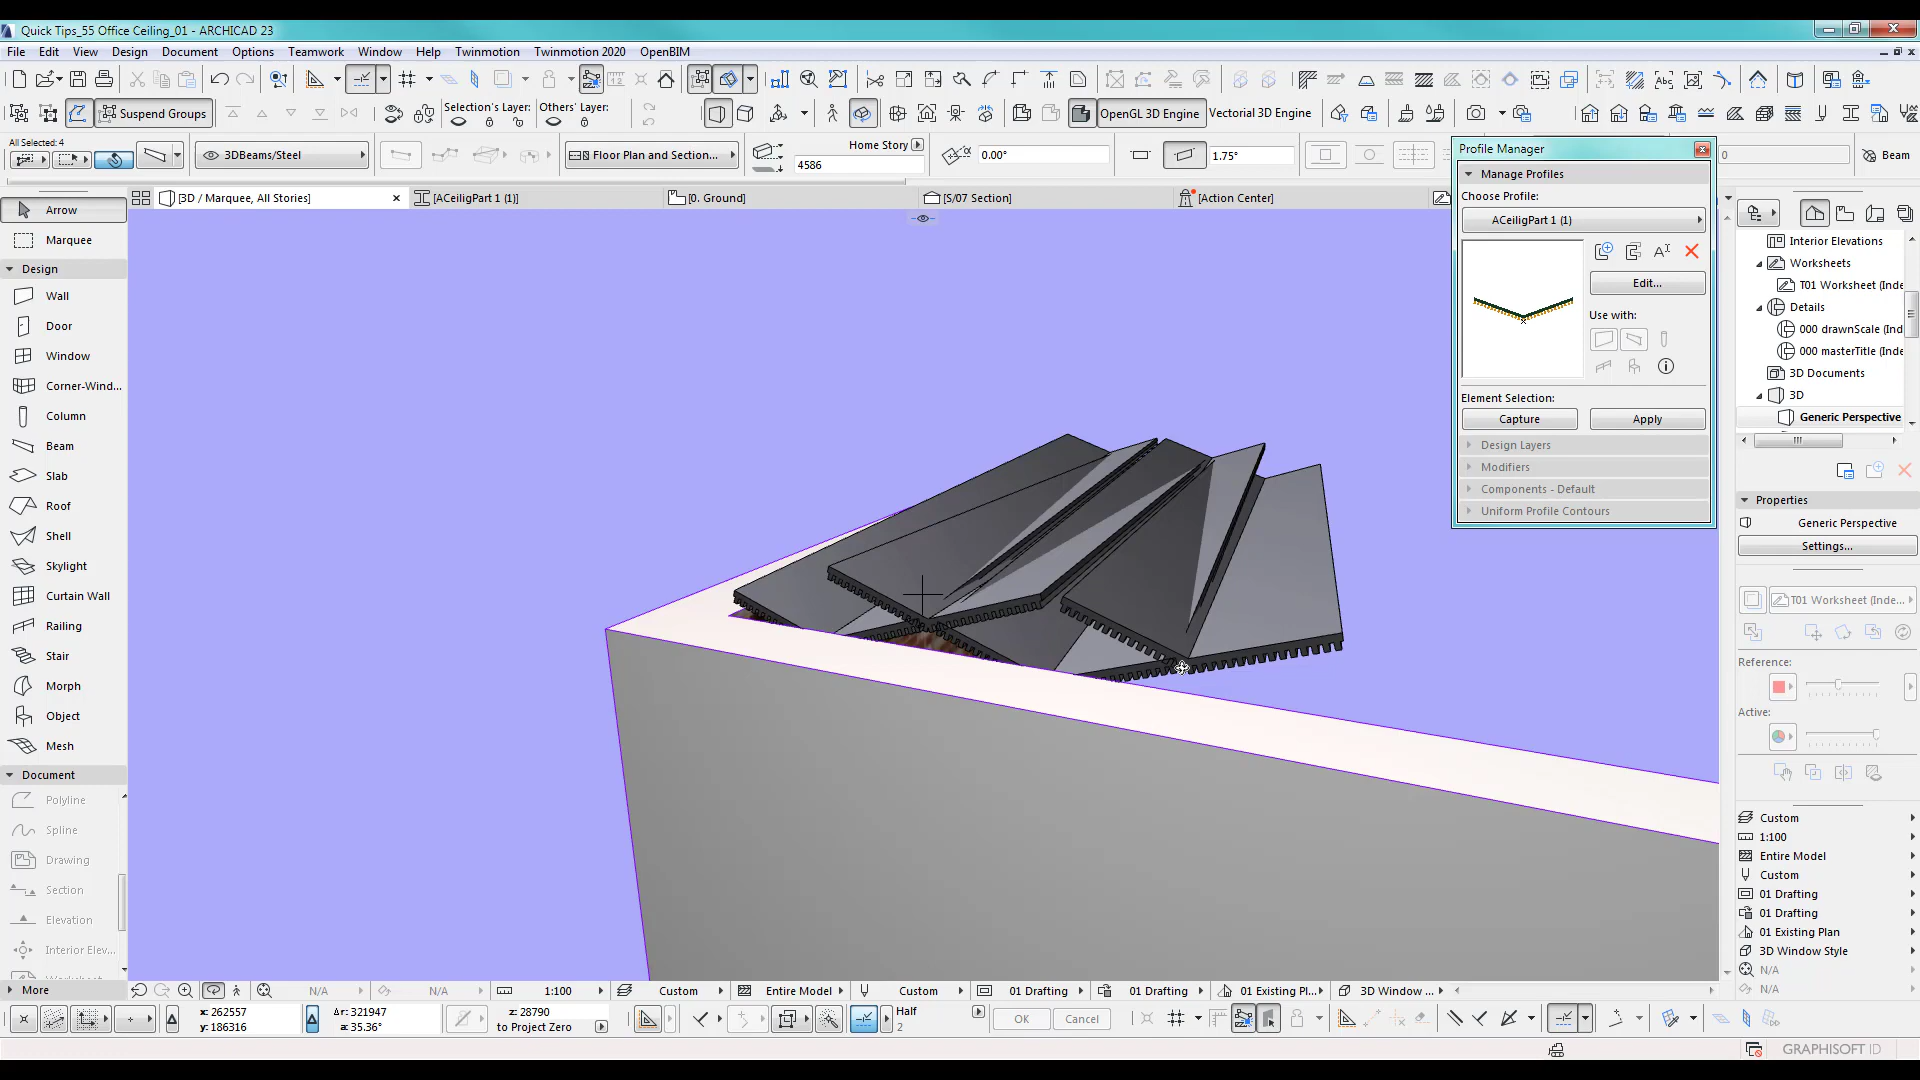 Quick Tips_55 Office Ceiling_01 - ARCHICAD 23
File Edit View Design Document Options Teamwork Window Help Twinmotion Twinmotion 2020 OpenBIM
Suspend Groups
Selection's Layer: Others' Layer:
OpenGL 3D Engine
Vectorial 3D Engine
All Selected: 4
3DBeams/Steel
Floor Plan and Section...
Home Story
4586
0.00°
1.75°
0
Beam
[3D / Marquee, All Stories]
[ACeiligPart 1 (1)]
[0. Ground]
[S/07 Section]
[Action Center]
Arrow
Marquee
Design
Wall
Door
Window
Corner-Wind...
Column
Beam
Slab
Roof
Shell
Skylight
Curtain Wall
Railing
Stair
Morph
Object
Mesh
Document
Polyline
Spline
Drawing
Section
Elevation
Interior Elev...
Worksheet
More
Profile Manager
Manage Profiles
Choose Profile:
ACeiligPart 1 (1)
Edit...
Use with:
Element Selection:
Capture
Apply
Design Layers
Modifiers
Components - Default
Uniform Profile Contours
Interior Elevations
Worksheets
T01 Worksheet (Inde
Details
000 drawnScale (Ind
000 masterTitle (Inde
3D Documents
3D
Generic Perspective
Properties
Generic Perspective
Settings...
T01 Worksheet (Inde...
Reference:
Active:
Custom
1:100
Entire Model
Custom
01 Drafting
01 Drafting
01 Existing Plan
3D Window Style
N/A
N/A
N/A
N/A
1:100
Custom
Entire Model
Custom
01 Drafting
01 Drafting
01 Existing Pl...
3D Window ...
x: 262557
y: 186316
Δr: 321947
a: 35.36°
z: 28790
to Project Zero
Half
2
OK
Cancel
GRAPHISOFT ID